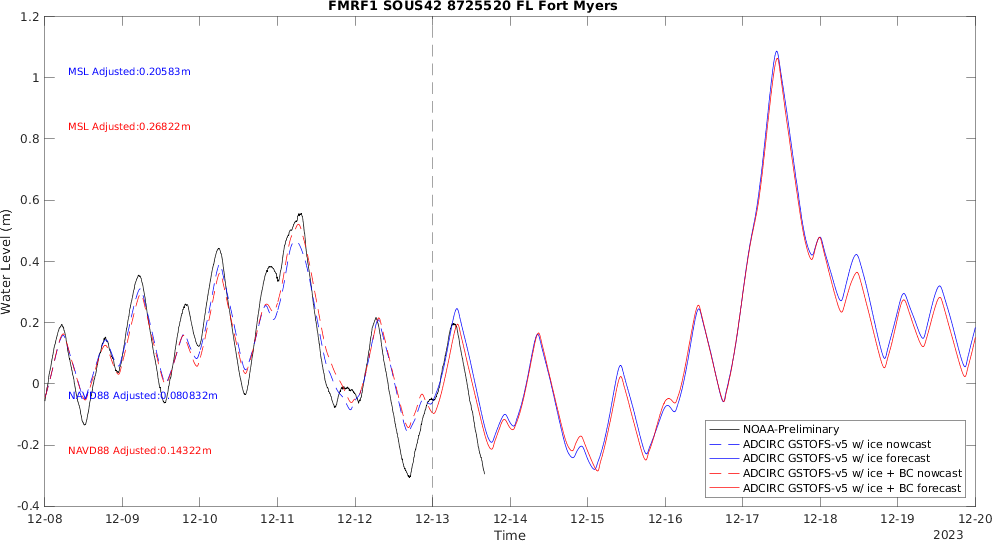 FMRF1 SOUS42 8725520 FL Fort Myers
1.2
1
0.8
0.6
0.4
0.2
0
-0.2
-0.4
Water Level (m)
MSL Adjusted:0.20583m
MSL Adjusted:0.26822m
NAVD88 Adjusted:0.080832m
NAVD88 Adjusted:0.14322m
NOAA-Preliminary
ADCIRC GSTOFS-v5 w/ ice nowcast
ADCIRC GSTOFS-v5 w/ ice forecast
ADCIRC GSTOFS-v5 w/ ice + BC nowcast
ADCIRC GSTOFS-v5 w/ ice + BC forecast
12-08 12-09 12-10 12-11 12-12 12-13 12-14 12-15 12-16 12-17 12-18 12-19 12-20
Time
2023